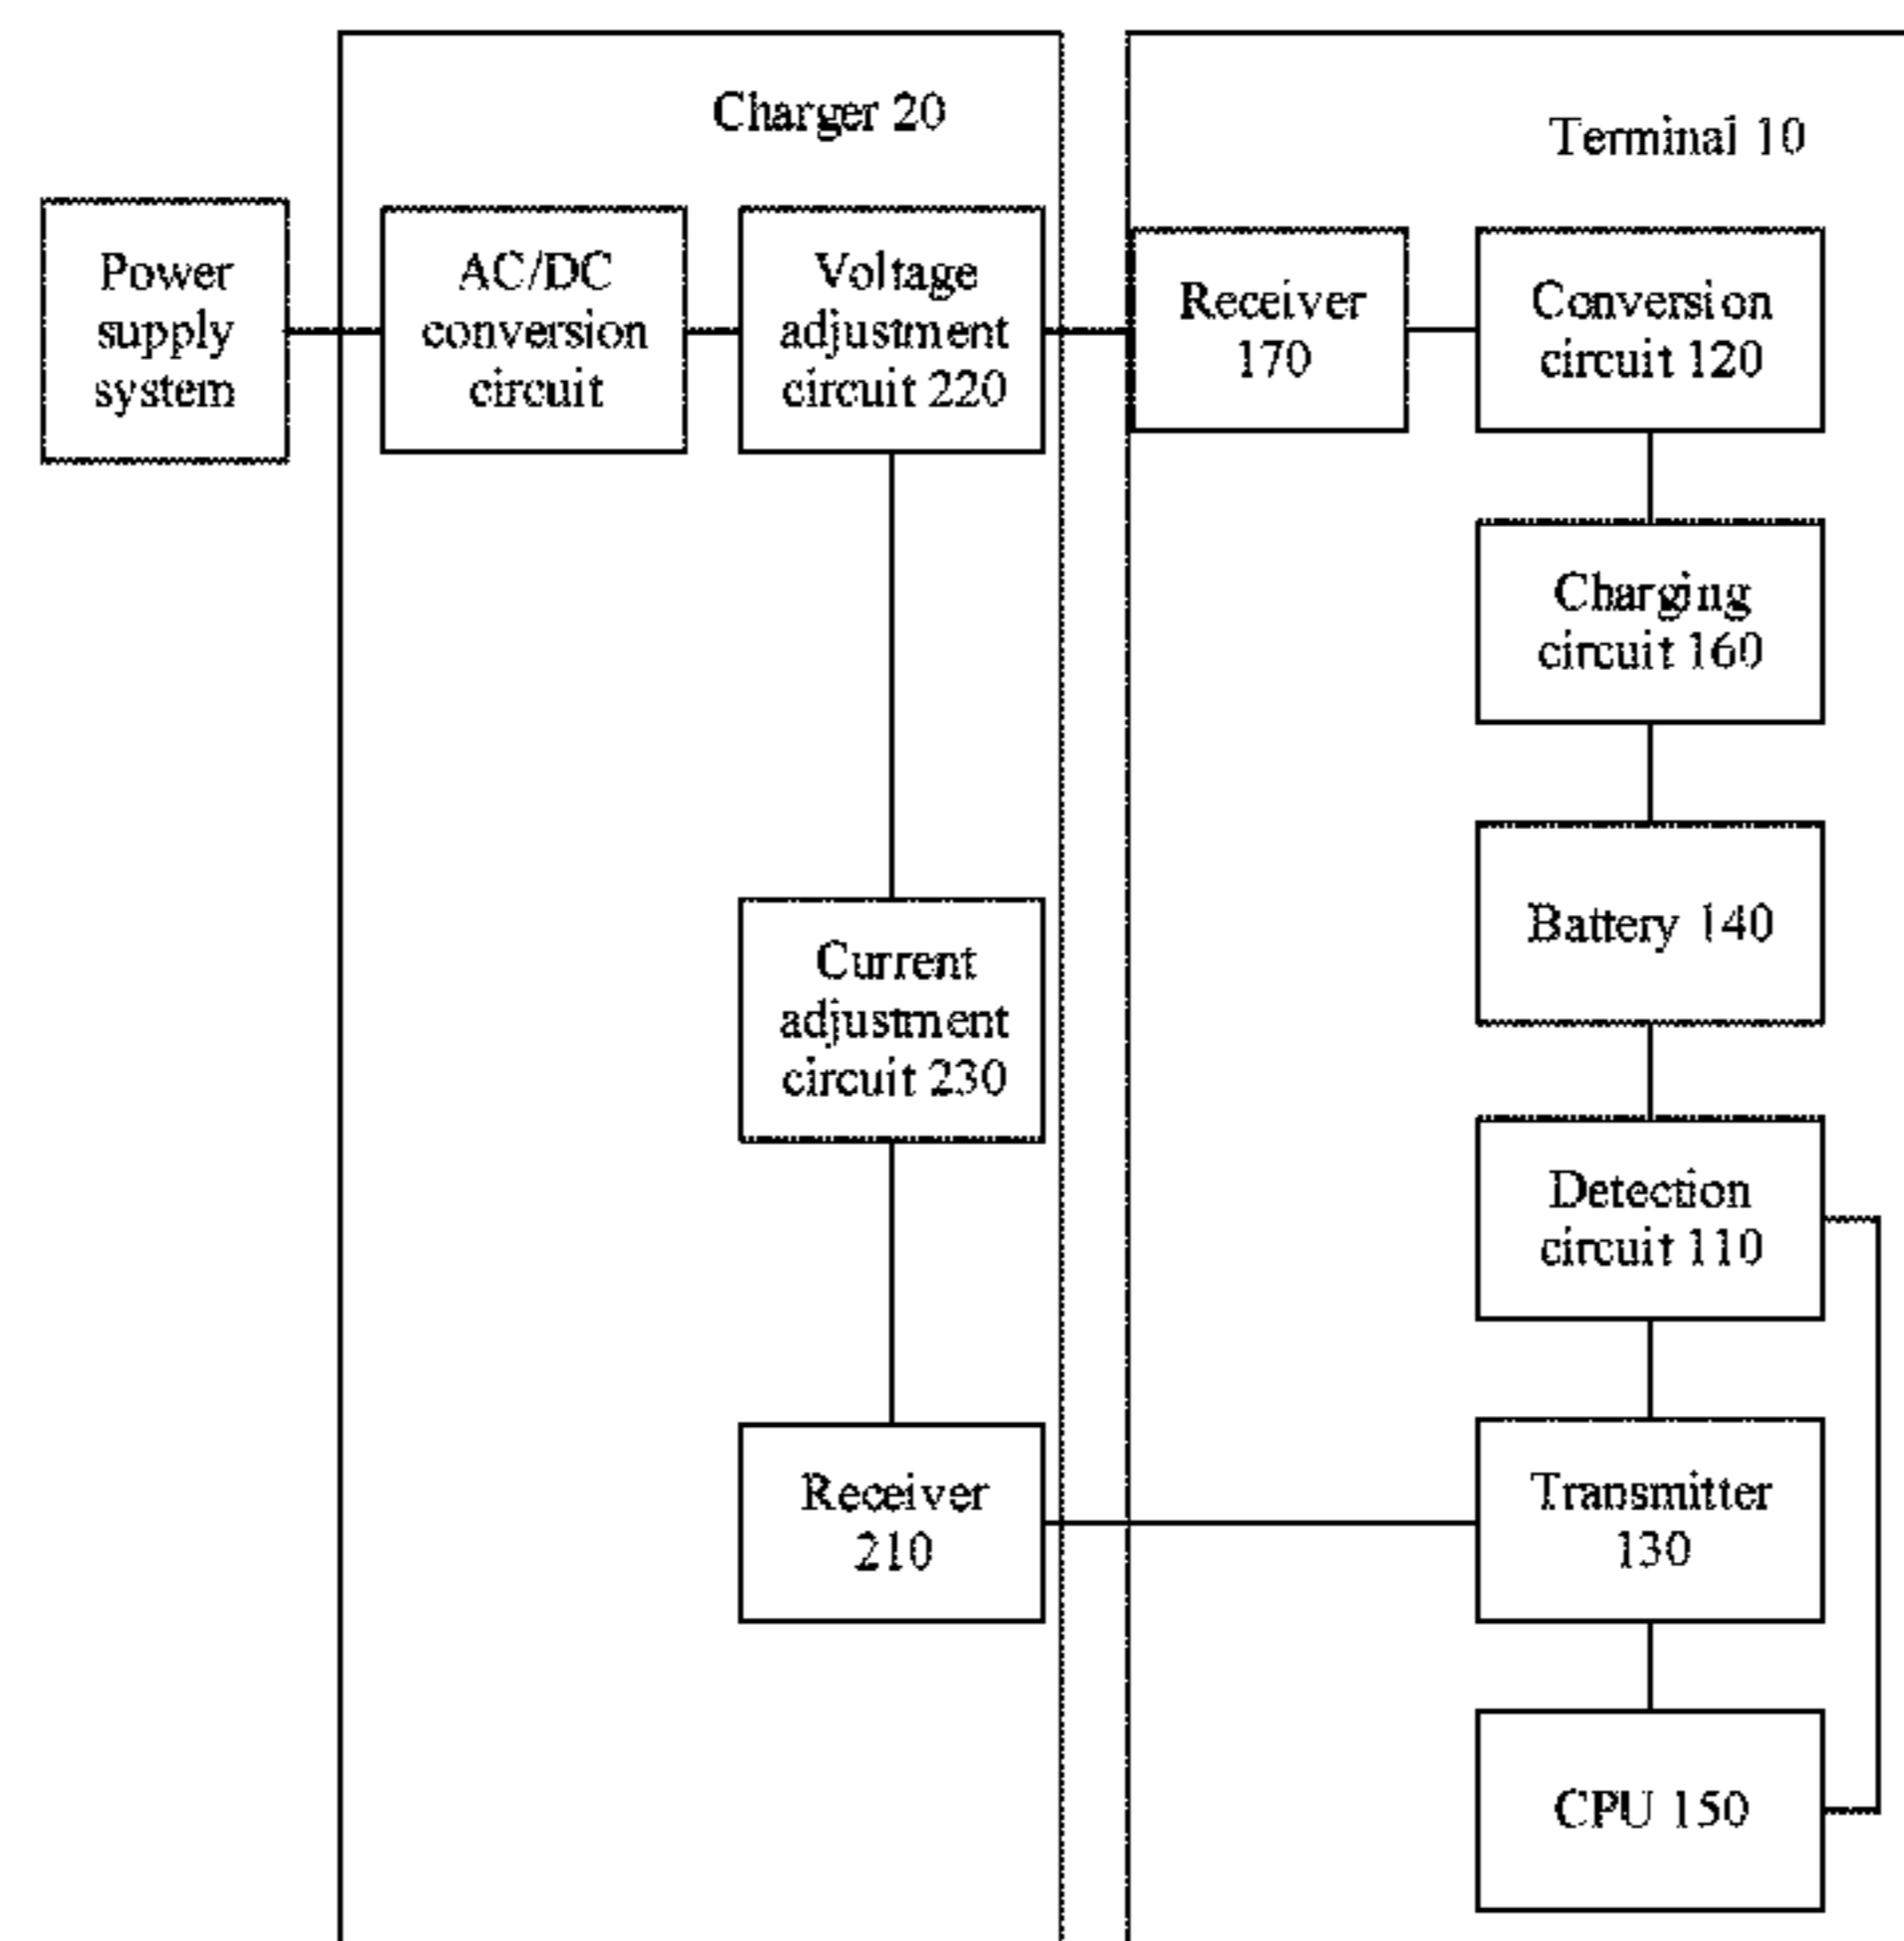 Charger 20
Terminal 10
Power
supply
system
AC/DC
conversion
circuit
Voltage
adjustment
circuit 220
Receiver
170
Conversion
circuit 120
Charging
circuit 160
Battery 140
Current
adjustment
circuit 230
Detection
circuit 110
Receiver
210
Transmitter
130
CPU 150